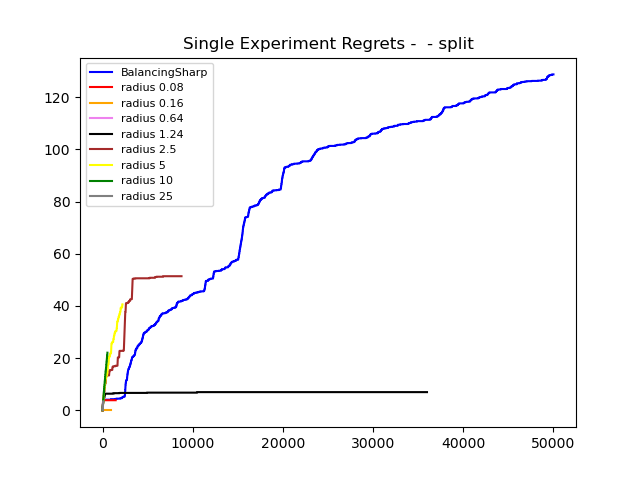 Single Experiment Regrets -  - split
BalancingSharp
radius 0.08
radius 0.16
radius 0.64
radius 1.24
radius 2.5
radius 5
radius 10
radius 25
120
100
80
60
40
20
0
0 10000 20000 30000 40000 50000